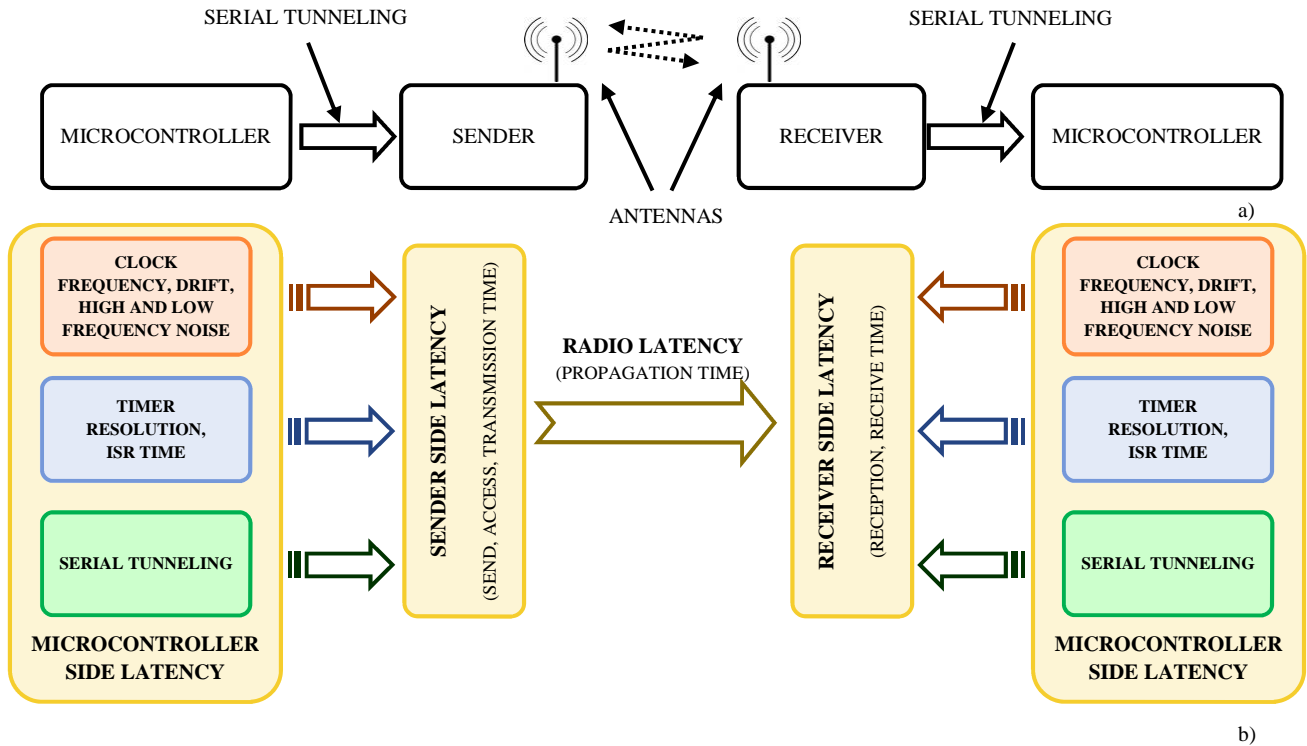 SERIAL TUNNELING
SERIAL TUNNELING
MICROCONTROLLER
SENDER
RECEIVER
MICROCONTROLLER
ANTENNAS
a)
CLOCK
FREQUENCY, DRIFT,
HIGH AND LOW
FREQUENCY NOISE
TIMER
RESOLUTION,
ISR TIME
SERIAL TUNNELING
MICROCONTROLLER
SIDE LATENCY
SENDER SIDE LATENCY
(SEND, ACCESS, TRANSMISSION TIME)
RADIO LATENCY
(PROPAGATION TIME)
RECEIVER SIDE LATENCY
(RECEPTION, RECEIVE TIME)
CLOCK
FREQUENCY, DRIFT,
HIGH AND LOW
FREQUENCY NOISE
TIMER
RESOLUTION,
ISR TIME
SERIAL TUNNELING
MICROCONTROLLER
SIDE LATENCY
b)